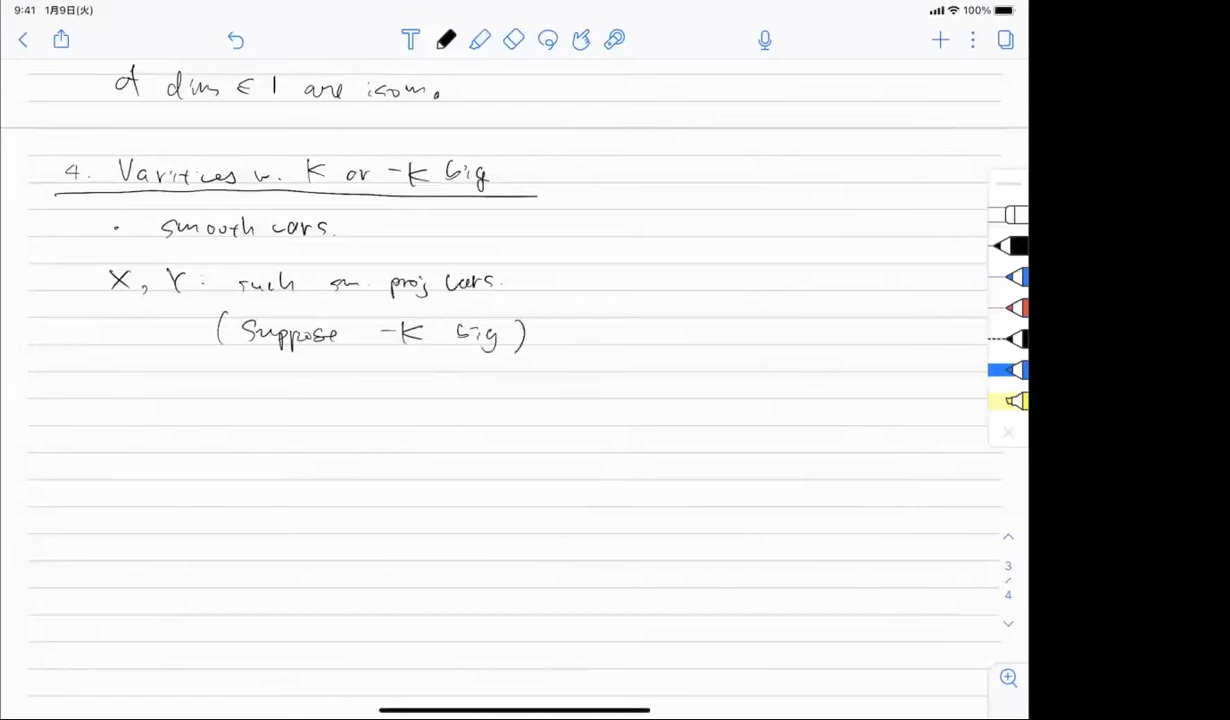 9:41 1月9日(火) 100%
of dim ≤ 1 are isom.
4. Varities w. K or -K big
· smooth vars.
X, Y : such sm. proj vars.
(Suppose -K big)
3
/
4